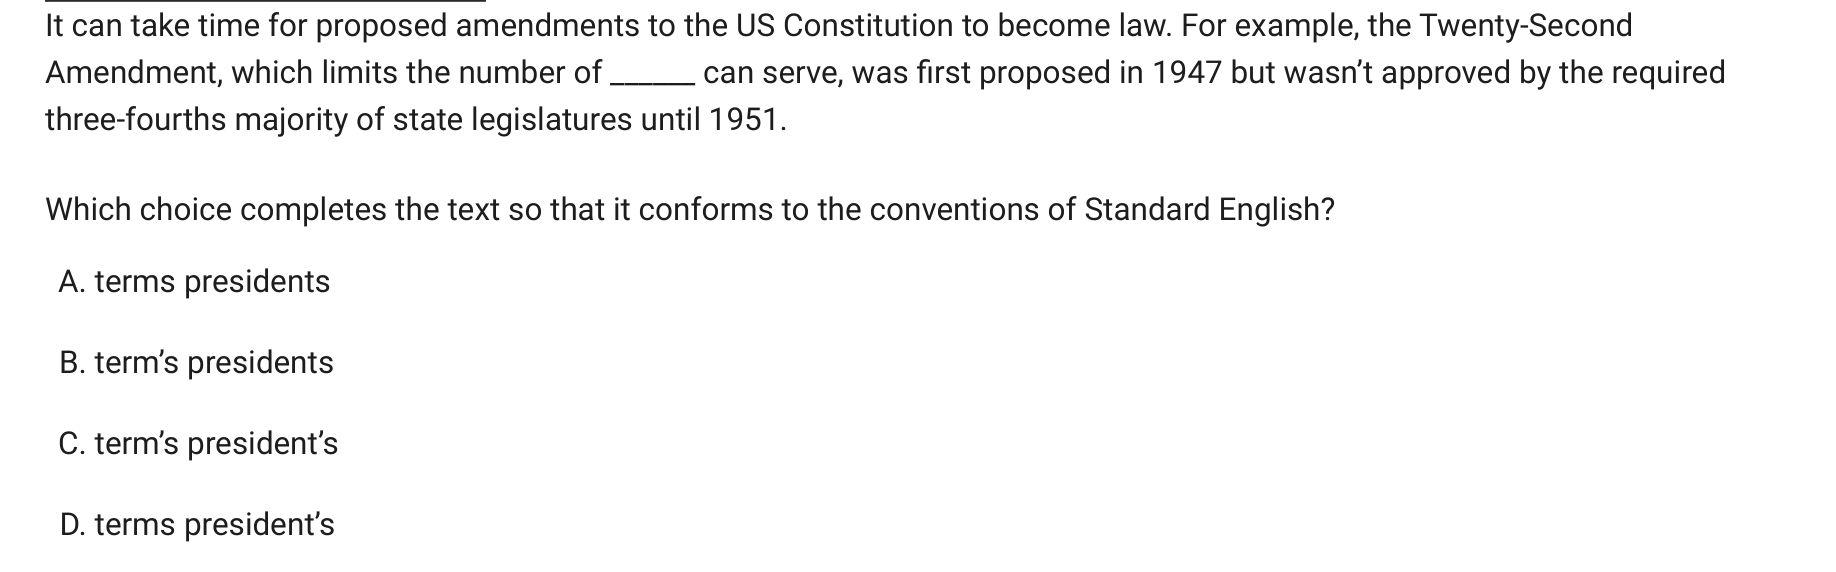 It can take time for proposed amendments to the US Constitution to become law. For example, the Twenty-Second
Amendment, which limits the number of ______ can serve, was first proposed in 1947 but wasn’t approved by the required
three-fourths majority of state legislatures until 1951.
Which choice completes the text so that it conforms to the conventions of Standard English?
A. terms presidents
B. term’s presidents
C. term’s president’s
D. terms president’s